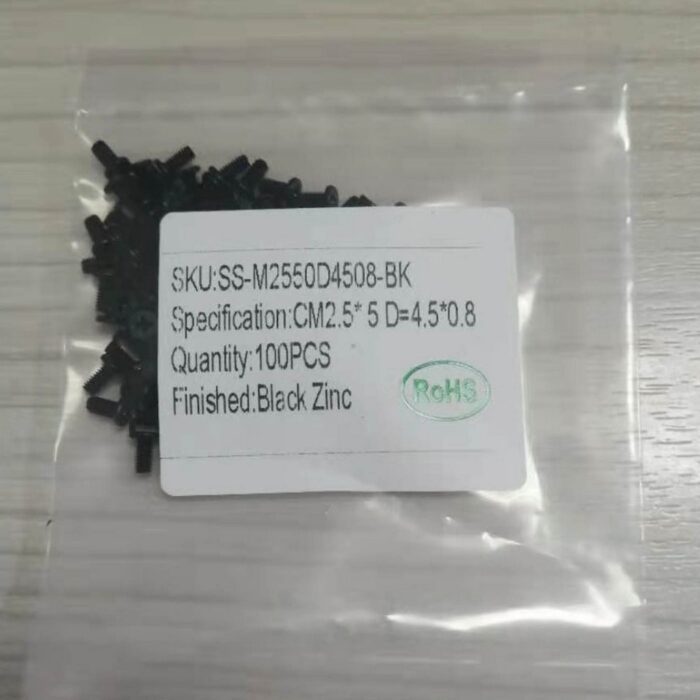 SKU:SS-M2550D4508-BK
Specification:CM2.5* 5 D=4.5*0.8
Quantity:100PCS
Finished:Black Zinc
RoHS